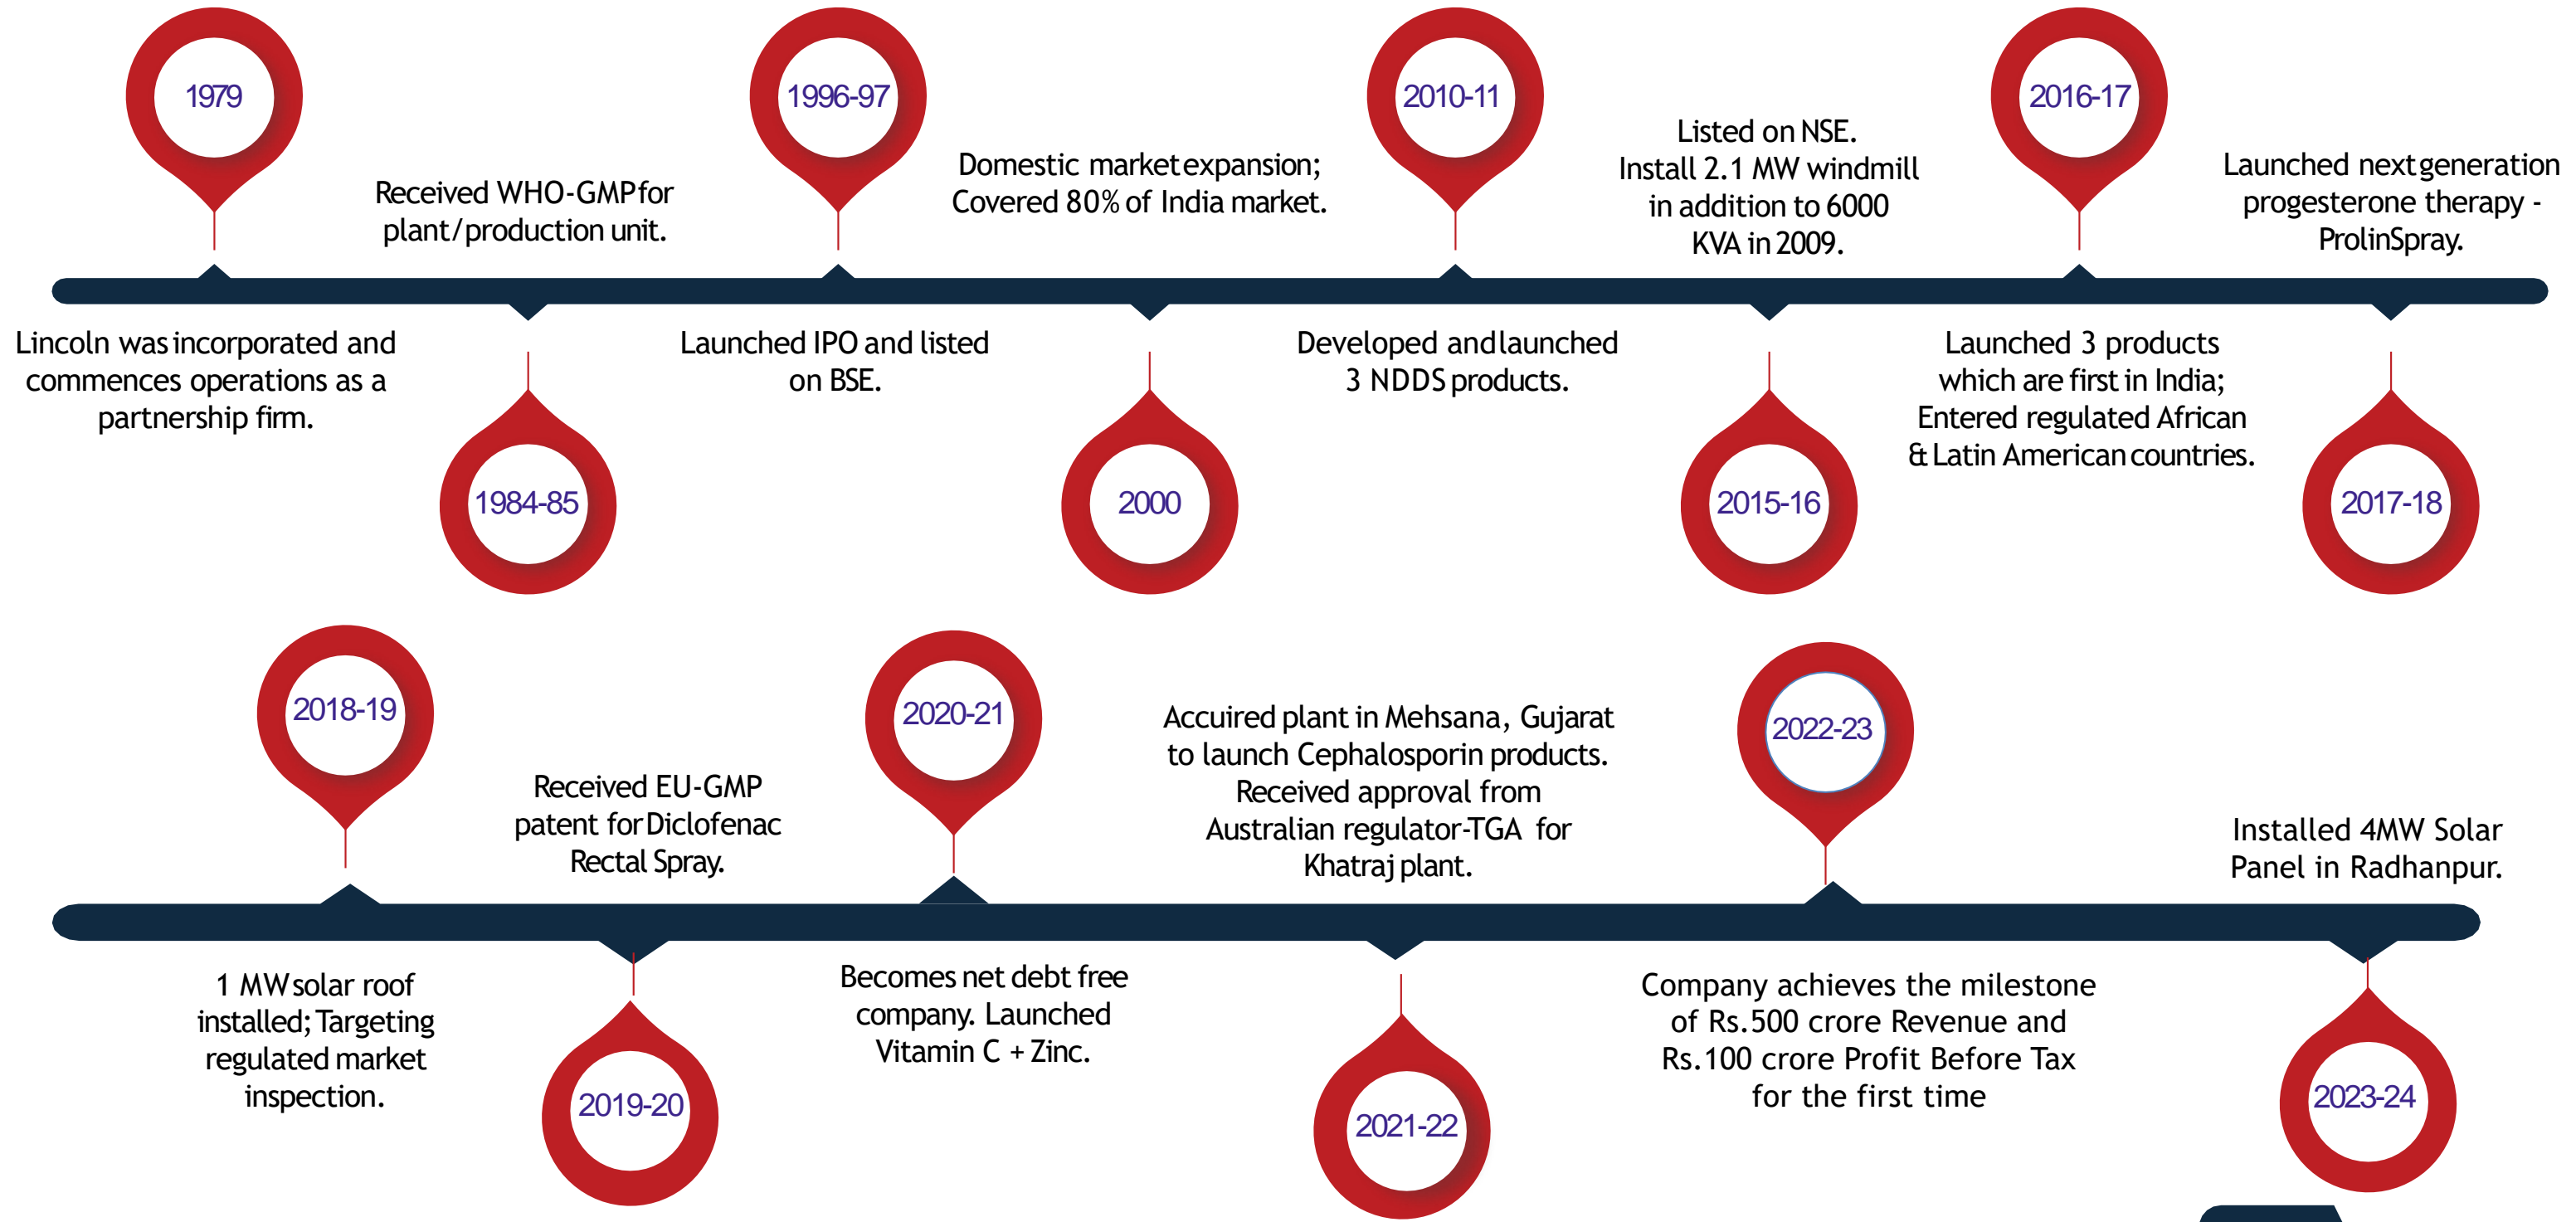 1979
Lincoln was incorporated and
commences operations as a
partnership firm.
Received WHO-GMP for
plant/production unit.
1984-85
1996-97
Launched IPO and listed
on BSE.
Domestic market expansion;
Covered 80% of India market.
2000
2010-11
Developed and launched
3 NDDS products.
Listed on NSE.
Install 2.1 MW windmill
in addition to 6000
KVA in 2009.
2015-16
2016-17
Launched 3 products
which are first in India;
Entered regulated African
& Latin American countries.
Launched next generation
progesterone therapy -
ProlinSpray.
2017-18
2018-19
1 MW solar roof
installed; Targeting
regulated market
inspection.
Received EU-GMP
patent for Diclofenac
Rectal Spray.
2019-20
2020-21
Becomes net debt free
company. Launched
Vitamin C + Zinc.
Accuired plant in Mehsana, Gujarat
to launch Cephalosporin products.
Received approval from
Australian regulator-TGA for
Khatraj plant.
2021-22
2022-23
Company achieves the milestone
of Rs.500 crore Revenue and
Rs.100 crore Profit Before Tax
for the first time
Installed 4MW Solar
Panel in Radhanpur.
2023-24